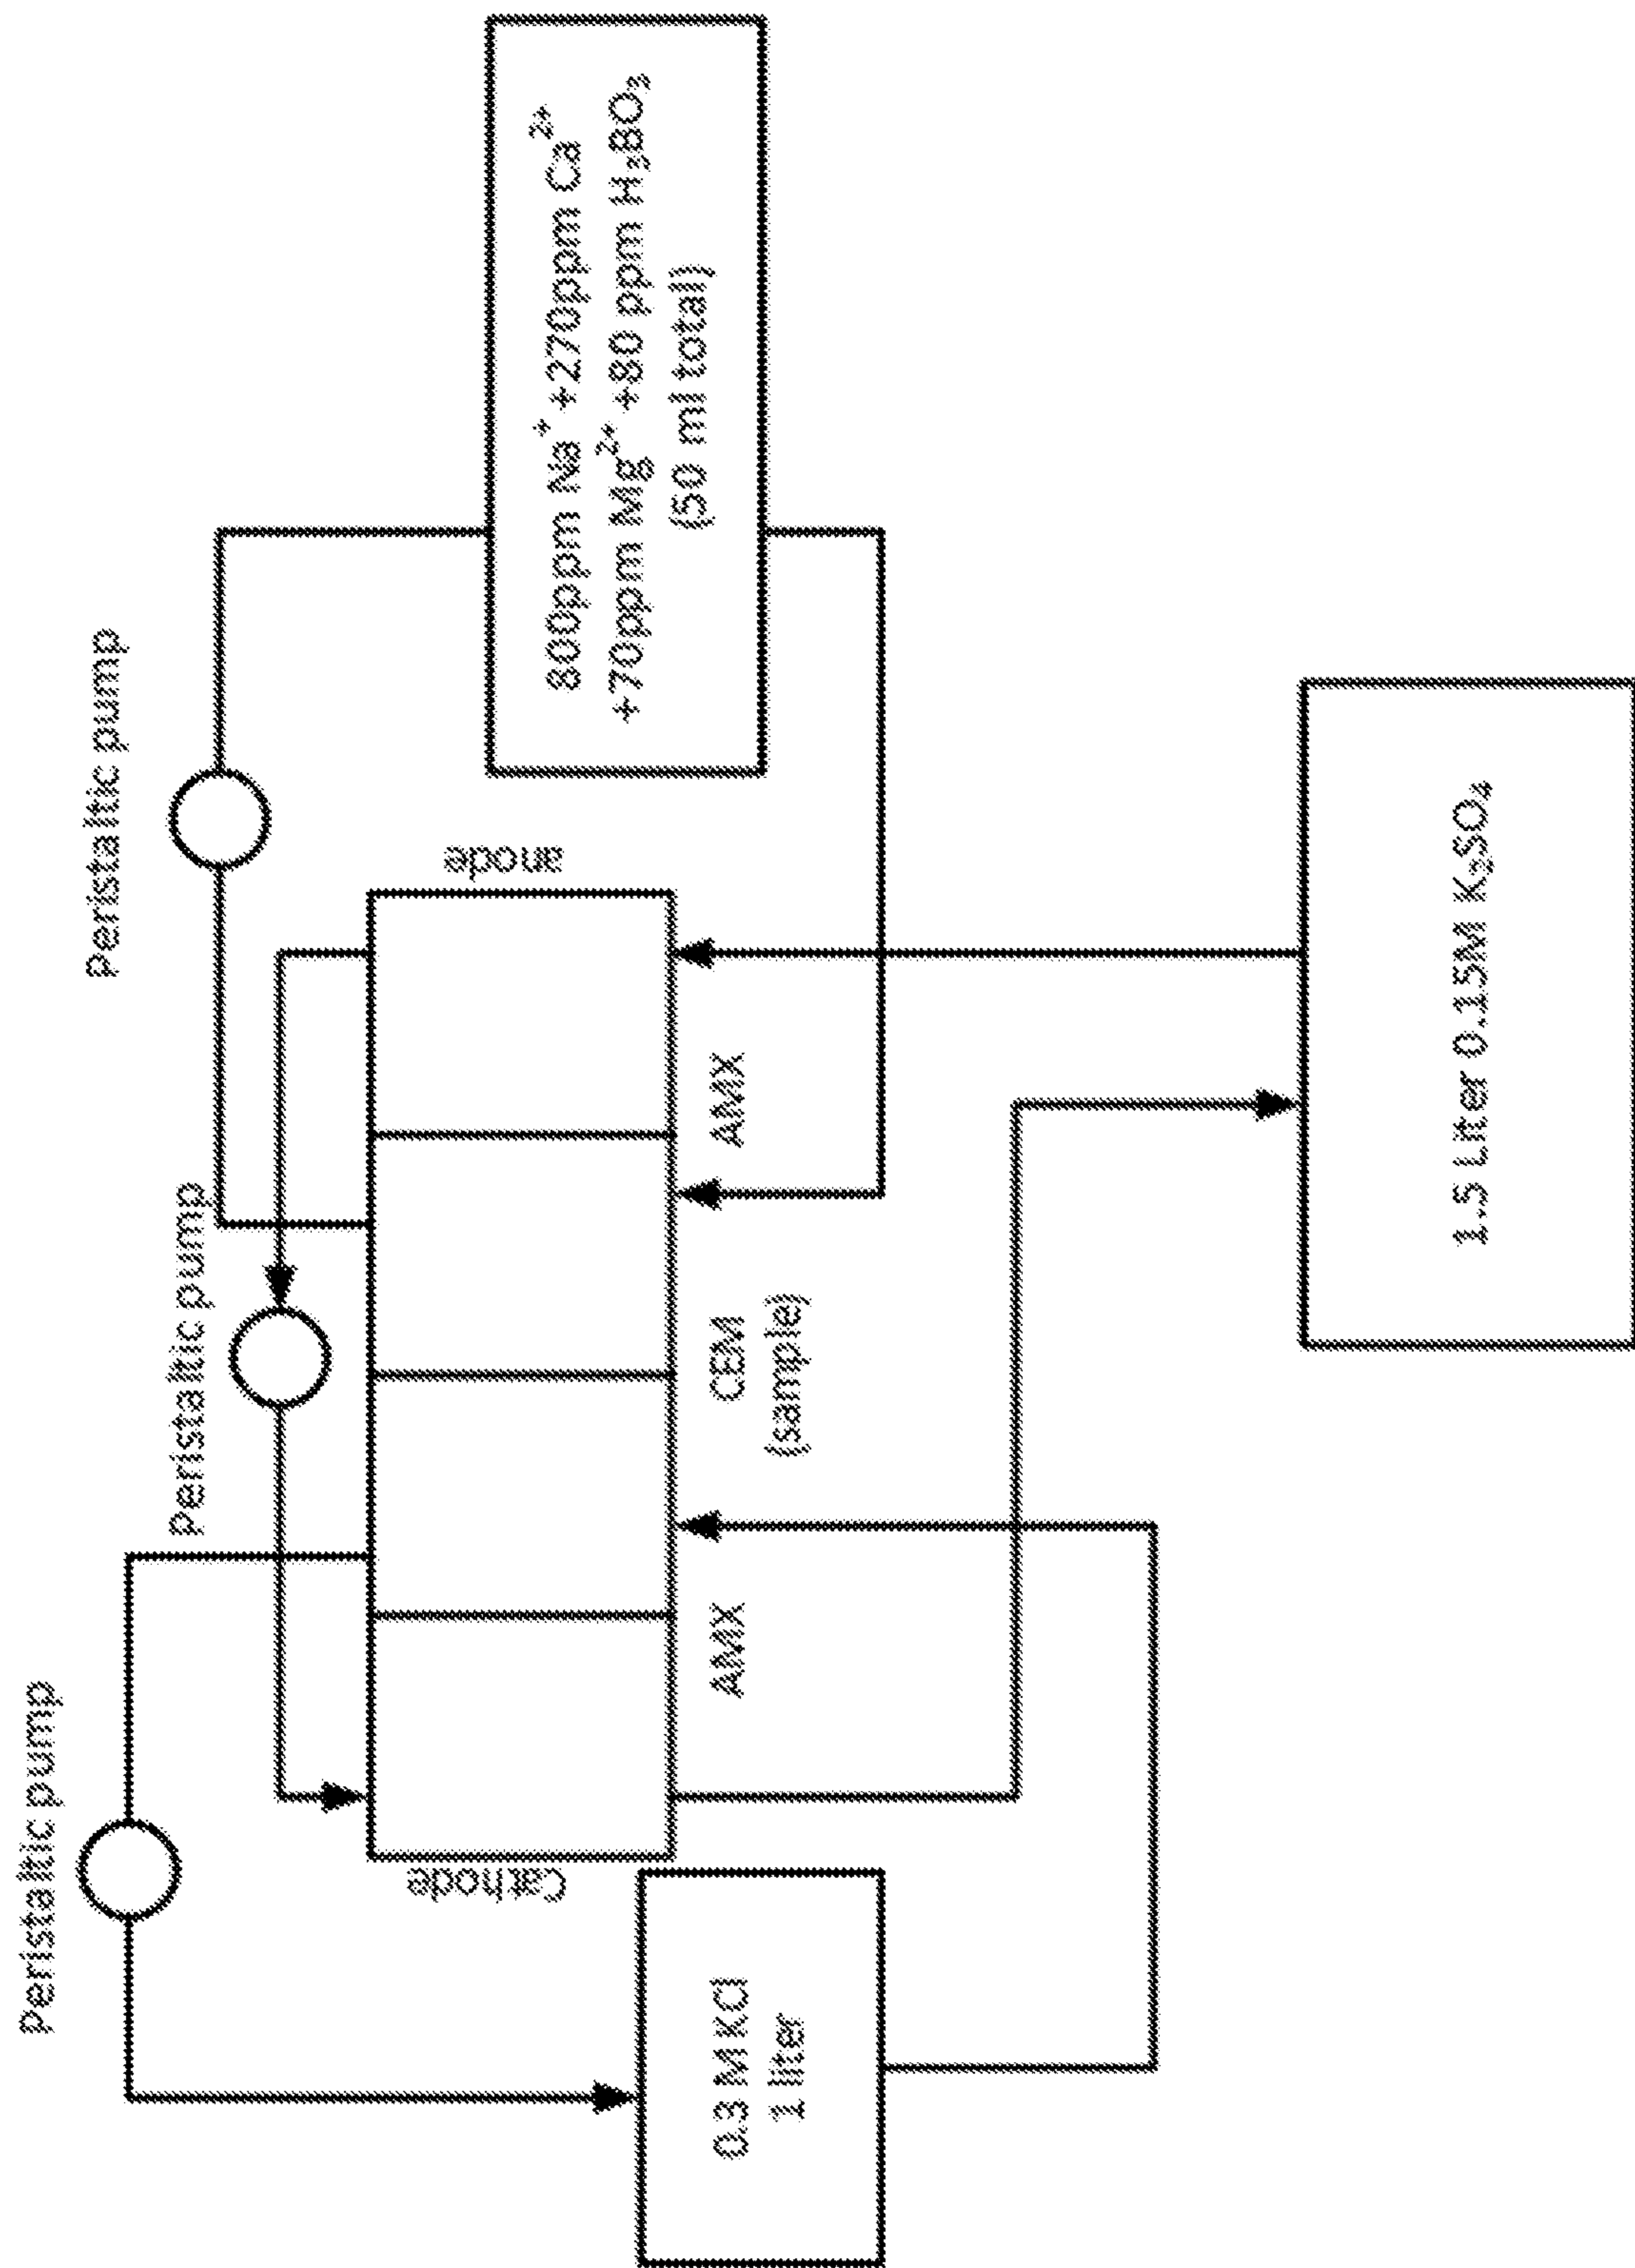 Peristaltic pump
Peristaltic pump
Peristaltic pump
Cathode
anode
AMX
CEM
(sample)
AMX
0.3 M KCl
1 liter
800ppm Na⁺ +270ppm Ca²⁺
+70ppm Mg²⁺ +80 ppm H₃BO₃
(50 ml total)
1.5 Liter 0.15M K₂SO₄